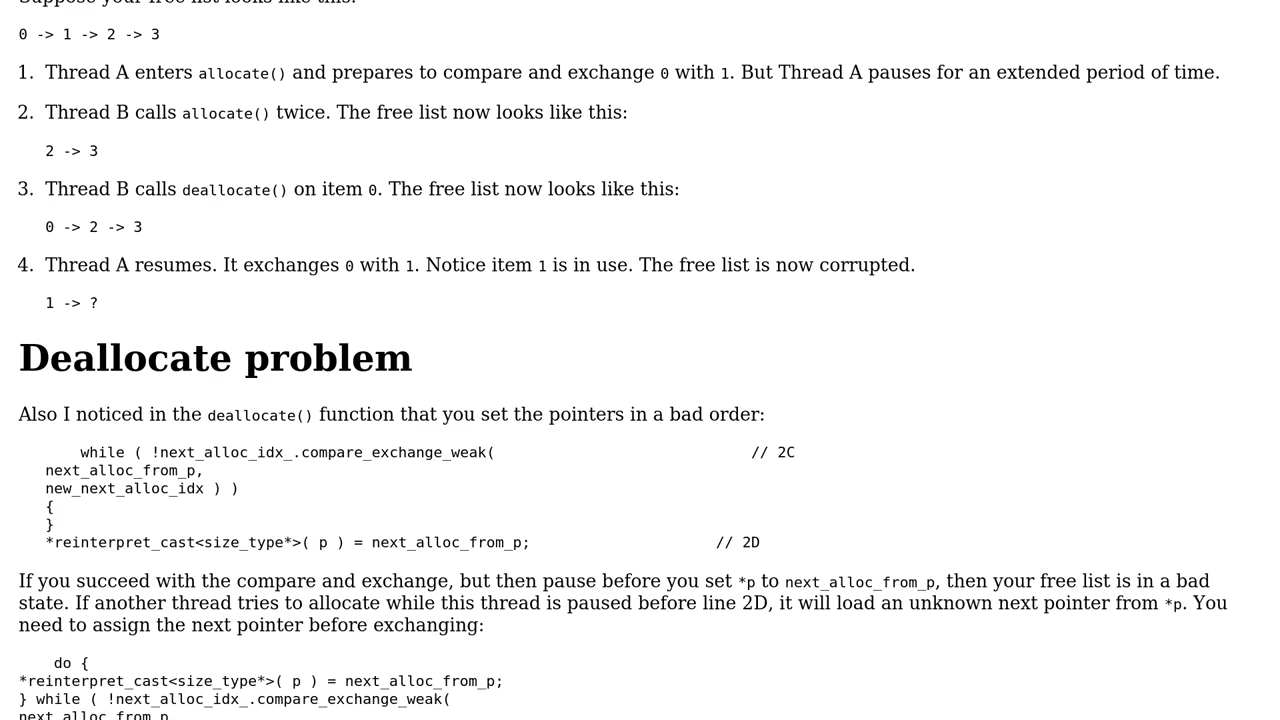 Suppose your free list looks like this:
0 -> 1 -> 2 -> 3
1. Thread A enters allocate() and prepares to compare and exchange 0 with 1. But Thread A pauses for an extended period of time.
2. Thread B calls allocate() twice. The free list now looks like this:
2 -> 3
3. Thread B calls deallocate() on item 0. The free list now looks like this:
0 -> 2 -> 3
4. Thread A resumes. It exchanges 0 with 1. Notice item 1 is in use. The free list is now corrupted.
1 -> ?
Deallocate problem
Also I noticed in the deallocate() function that you set the pointers in a bad order:
while ( !next_alloc_idx_.compare_exchange_weak( // 2C
next_alloc_from_p,
new_next_alloc_idx ) )
{
}
*reinterpret_cast<size_type*>( p ) = next_alloc_from_p; // 2D
If you succeed with the compare and exchange, but then pause before you set *p to next_alloc_from_p, then your free list is in a bad
state. If another thread tries to allocate while this thread is paused before line 2D, it will load an unknown next pointer from *p. You
need to assign the next pointer before exchanging:
do {
*reinterpret_cast<size_type*>( p ) = next_alloc_from_p;
} while ( !next_alloc_idx_.compare_exchange_weak(
next_alloc_from_p,